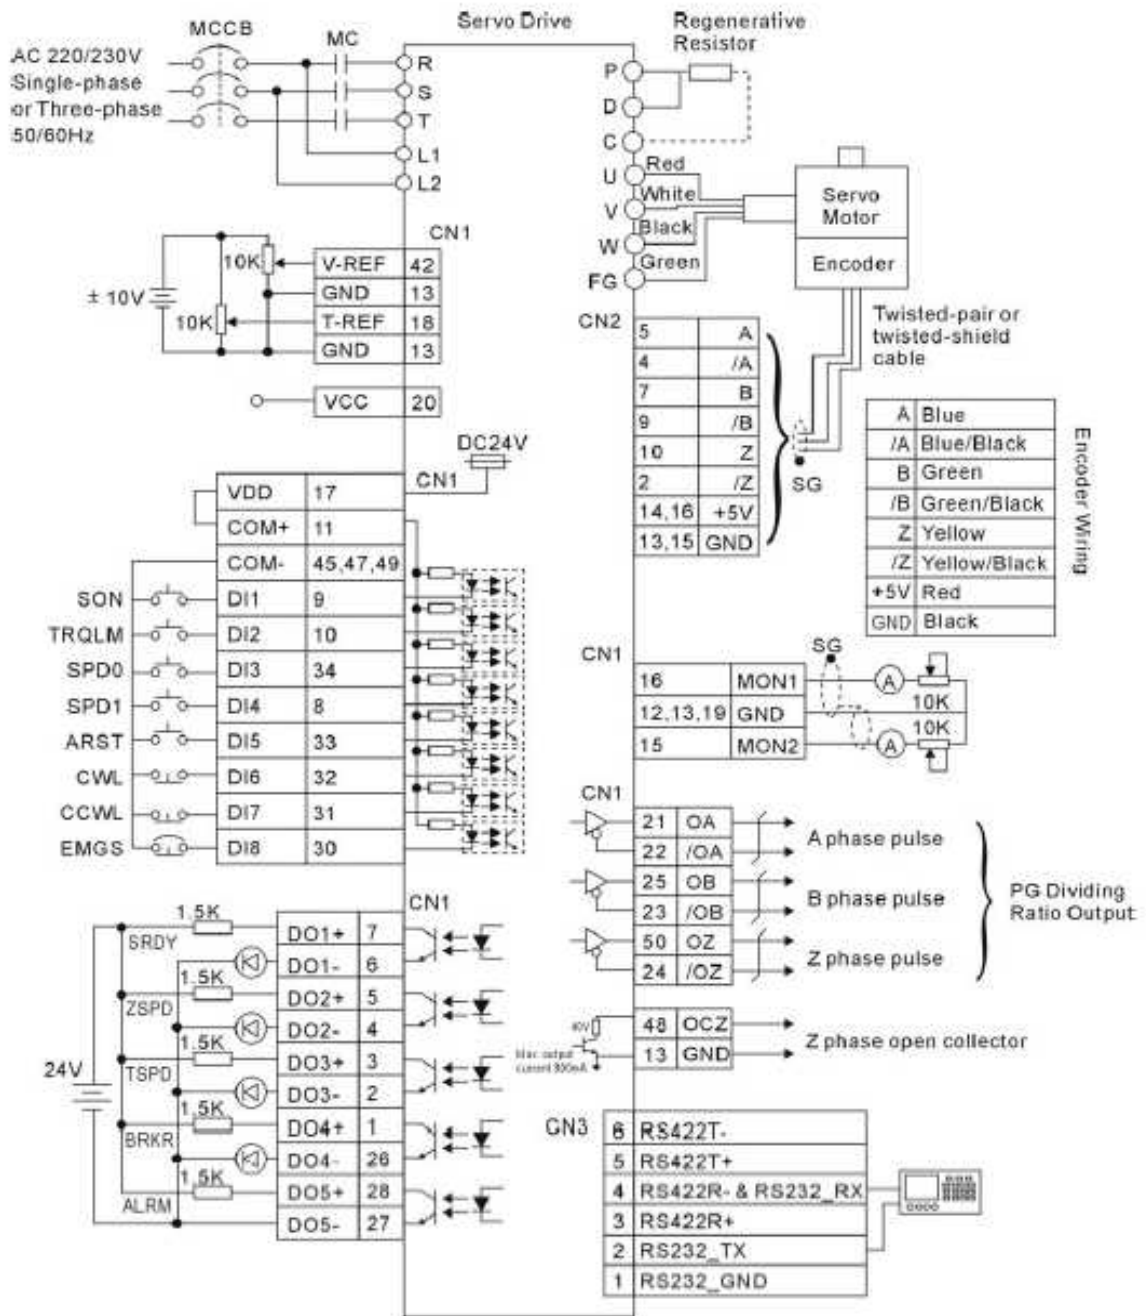 Servo Drive
Regenerative
Resistor
MCCB
MC
AC 220/230V
Single-phase
or Three-phase
50/60Hz
R
S
T
L1
L2
P
D
C
U
V
W
FG
Red
White
Black
Green
Servo
Motor
Encoder
Twisted-pair or
twisted-shield
cable
CN1
± 10V
10K
10K
V-REF 42
GND 13
T-REF 18
GND 13
VCC 20
DC24V
CN1
VDD 17
COM+ 11
COM- 45,47,49
SON DI1 9
TRQLM DI2 10
SPD0 DI3 34
SPD1 DI4 8
ARST DI5 33
CWL DI6 32
CCWL DI7 31
EMGS DI8 30
CN2
5 A
4 /A
7 B
9 /B
10 Z
2 /Z
14,16 +5V
13,15 GND
SG
A Blue
/A Blue/Black
B Green
/B Green/Black
Z Yellow
/Z Yellow/Black
+5V Red
GND Black
Encoder Wiring
CN1
SG
16 MON1
12,13,19 GND
15 MON2
A
10K
10K
A
CN1
21 OA
22 /OA
A phase pulse
25 OB
23 /OB
B phase pulse
50 OZ
24 /OZ
Z phase pulse
PG Dividing
Ratio Output
48 OCZ
13 GND
Z phase open collector
output
current
CN1
24V
1.5K
SRDY
DO1+ 7
DO1- 6
1.5K
ZSPD
DO2+ 5
DO2- 4
1.5K
TSPD
DO3+ 3
DO3- 2
1.5K
BRKR
DO4+ 1
DO4- 26
1.5K
ALRM
DO5+ 28
DO5- 27
CN3
6 RS422T-
5 RS422T+
4 RS422R- & RS232_RX
3 RS422R+
2 RS232_TX
1 RS232_GND